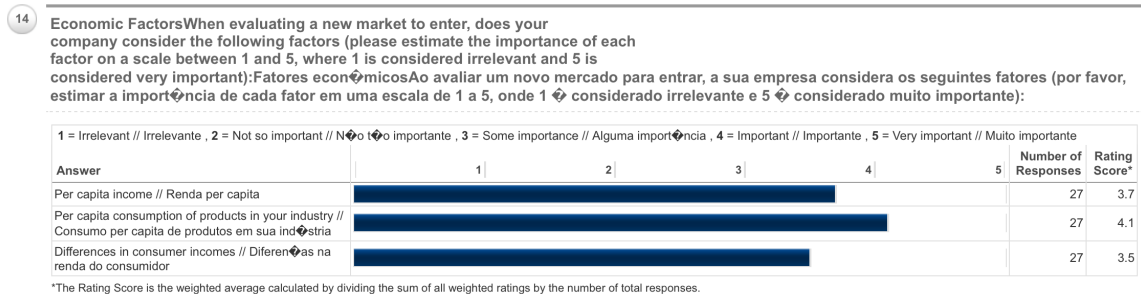 14
Economic FactorsWhen evaluating a new market to enter, does your
company consider the following factors (please estimate the importance of each
factor on a scale between 1 and 5, where 1 is considered irrelevant and 5 is
considered very important):Fatores econ�micosAo avaliar um novo mercado para entrar, a sua empresa considera os seguintes fatores (por favor,
estimar a import�ncia de cada fator em uma escala de 1 a 5, onde 1 � considerado irrelevante e 5 � considerado muito importante):
1 = Irrelevant // Irrelevante , 2 = Not so important // N�o t�o importante , 3 = Some importance // Alguma import�ncia , 4 = Important // Importante , 5 = Very important // Muito importante
Answer 1 2 3 4 5 Number of Responses Rating Score*
Per capita income // Renda per capita 27 3.7
Per capita consumption of products in your industry //
Consumo per capita de produtos em sua ind�stria 27 4.1
Differences in consumer incomes // Diferen�as na
renda do consumidor 27 3.5
*The Rating Score is the weighted average calculated by dividing the sum of all weighted ratings by the number of total responses.